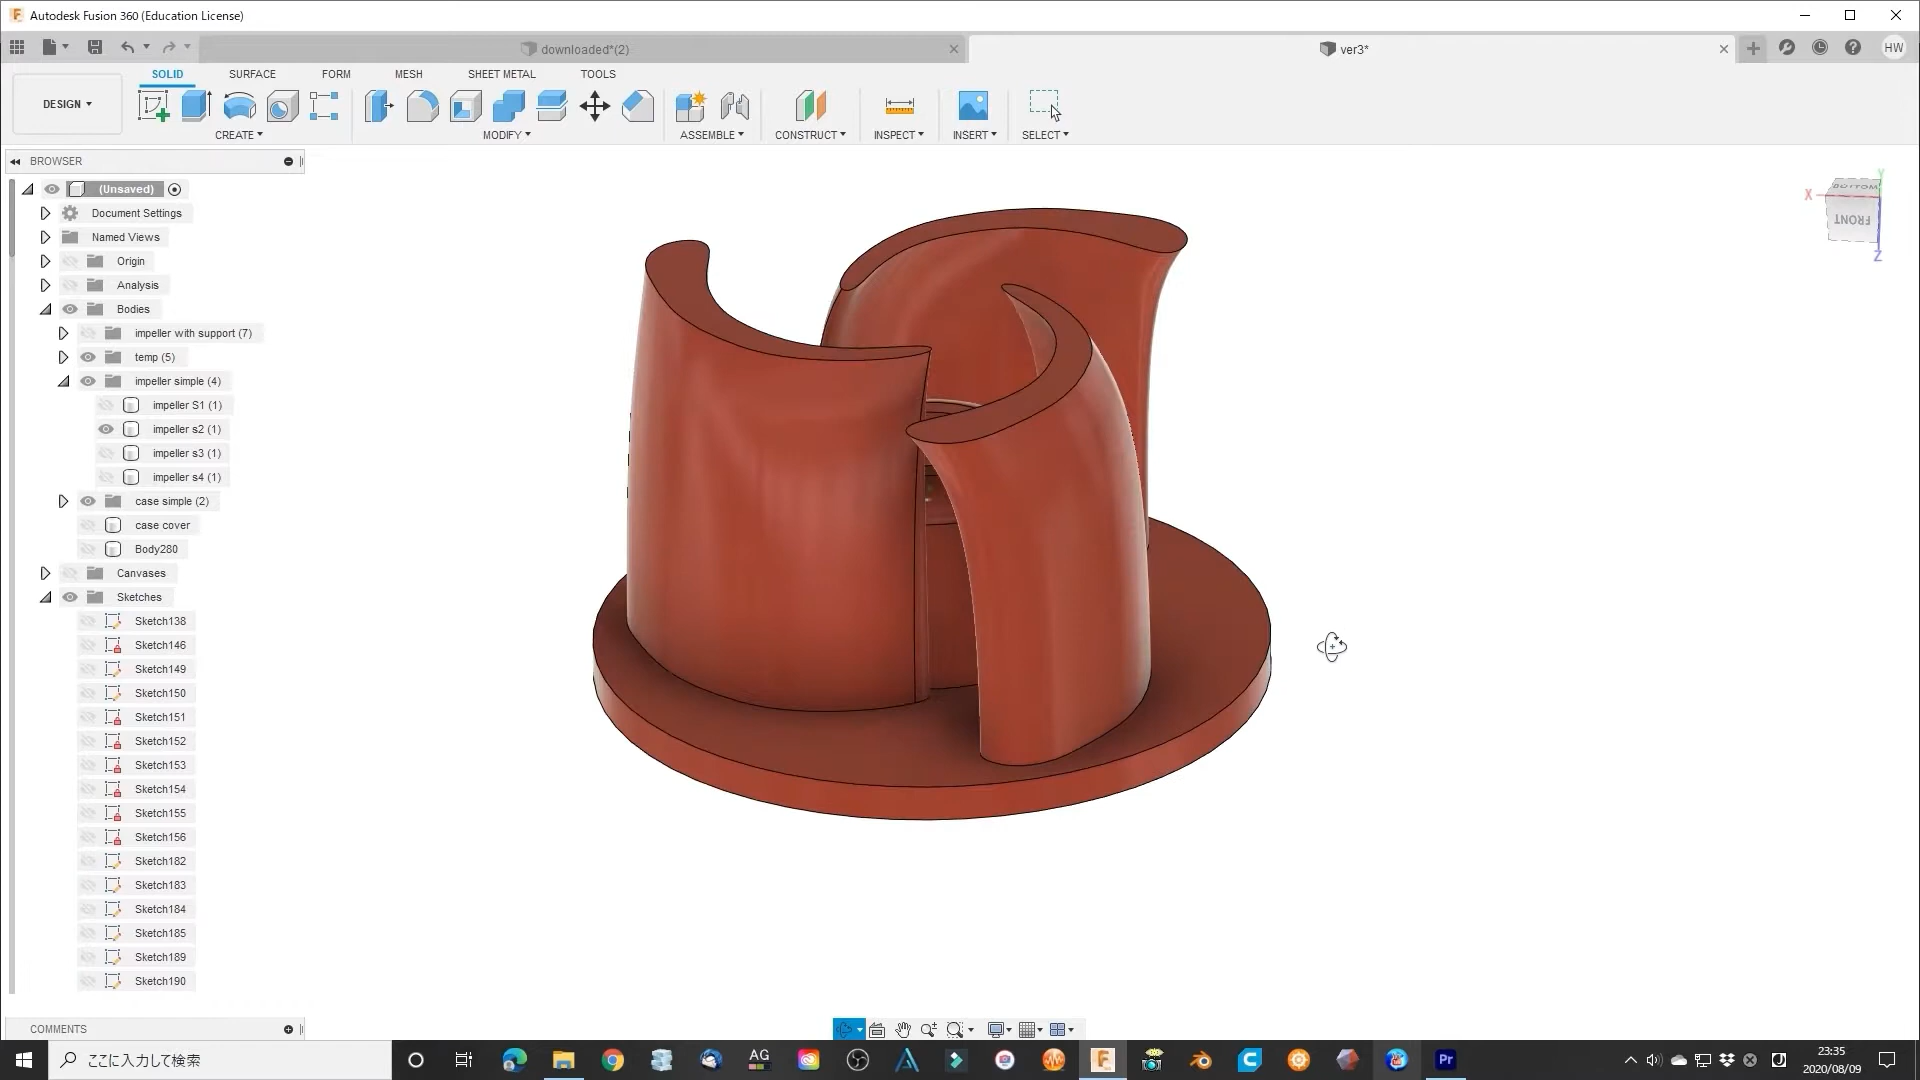 Autodesk Fusion 360 (Education License)
downloaded*(2)
ver3*
HW
DESIGN
SOLID
SURFACE
FORM
MESH
SHEET METAL
TOOLS
CREATE
MODIFY
ASSEMBLE
CONSTRUCT
INSPECT
INSERT
SELECT
BROWSER
(Unsaved)
Document Settings
Named Views
Origin
Analysis
Bodies
impeller with support (7)
temp (5)
impeller simple (4)
impeller S1 (1)
impeller s2 (1)
impeller s3 (1)
impeller s4 (1)
case simple (2)
case cover
Body280
Canvases
Sketches
Sketch138
Sketch146
Sketch149
Sketch150
Sketch151
Sketch152
Sketch153
Sketch154
Sketch155
Sketch156
Sketch182
Sketch183
Sketch184
Sketch185
Sketch189
Sketch190
Y
BOTTOM
X
FRONT
Z
COMMENTS
ここに入力して検索
AG
F
Pr
J
23:35
2020/08/09